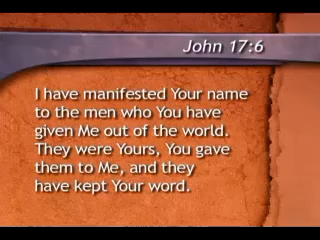 John 17:6
I have manifested Your name
to the men who You have
given Me out of the world.
They were Yours, You gave
them to Me, and they
have kept Your word.